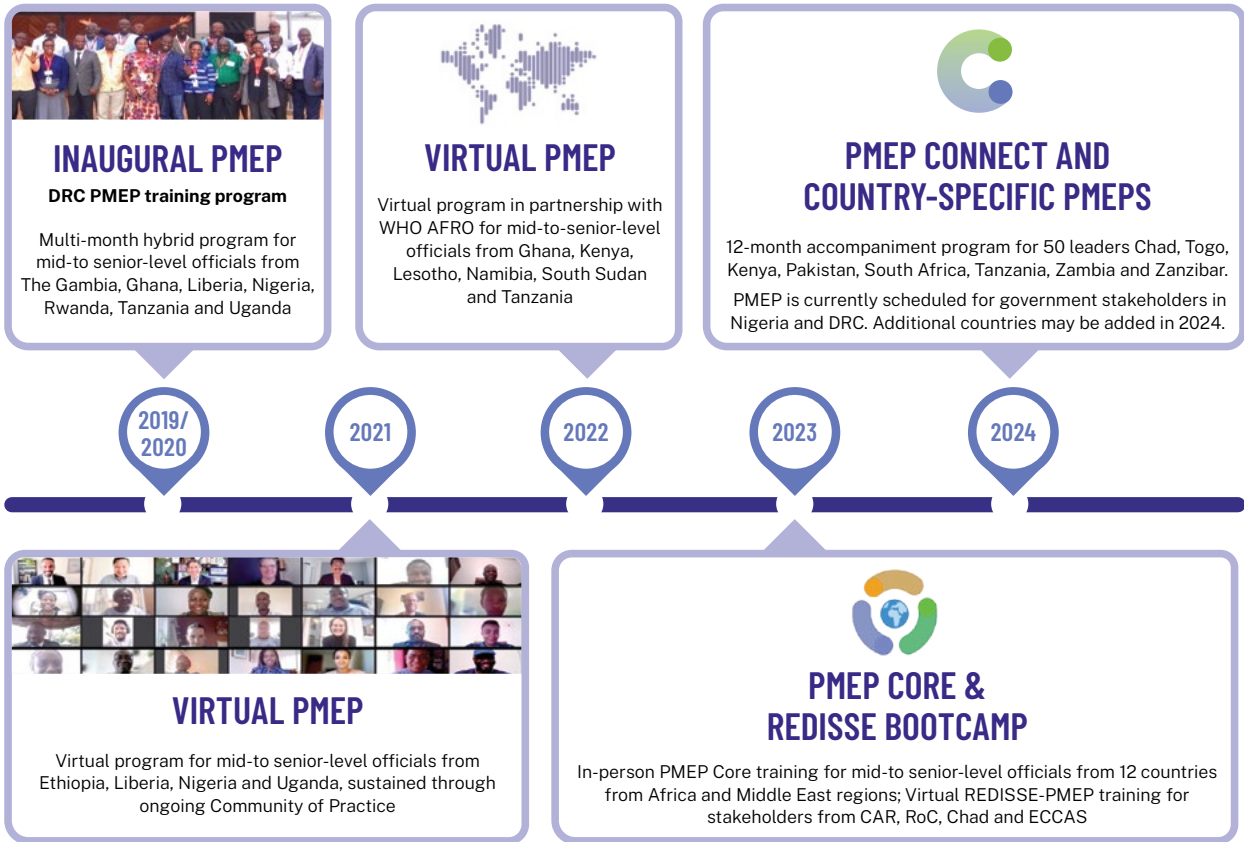 INAUGURAL PMEP
DRC PMEP training program
Multi-month hybrid program for
mid-to senior-level officials from
The Gambia, Ghana, Liberia, Nigeria,
Rwanda, Tanzania and Uganda
VIRTUAL PMEP
Virtual program in partnership with
WHO AFRO for mid-to-senior-level
officials from Ghana, Kenya,
Lesotho, Namibia, South Sudan
and Tanzania
PMEP CONNECT AND
COUNTRY-SPECIFIC PMEPS
12-month accompaniment program for 50 leaders Chad, Togo,
Kenya, Pakistan, South Africa, Tanzania, Zambia and Zanzibar.
PMEP is currently scheduled for government stakeholders in
Nigeria and DRC. Additional countries may be added in 2024.
2019/
2020
2021
2022
2023
2024
VIRTUAL PMEP
Virtual program for mid-to senior-level officials from
Ethiopia, Liberia, Nigeria and Uganda, sustained through
ongoing Community of Practice
PMEP CORE &
REDISSE BOOTCAMP
In-person PMEP Core training for mid-to senior-level officials from 12 countries
from Africa and Middle East regions; Virtual REDISSE-PMEP training for
stakeholders from CAR, RoC, Chad and ECCAS